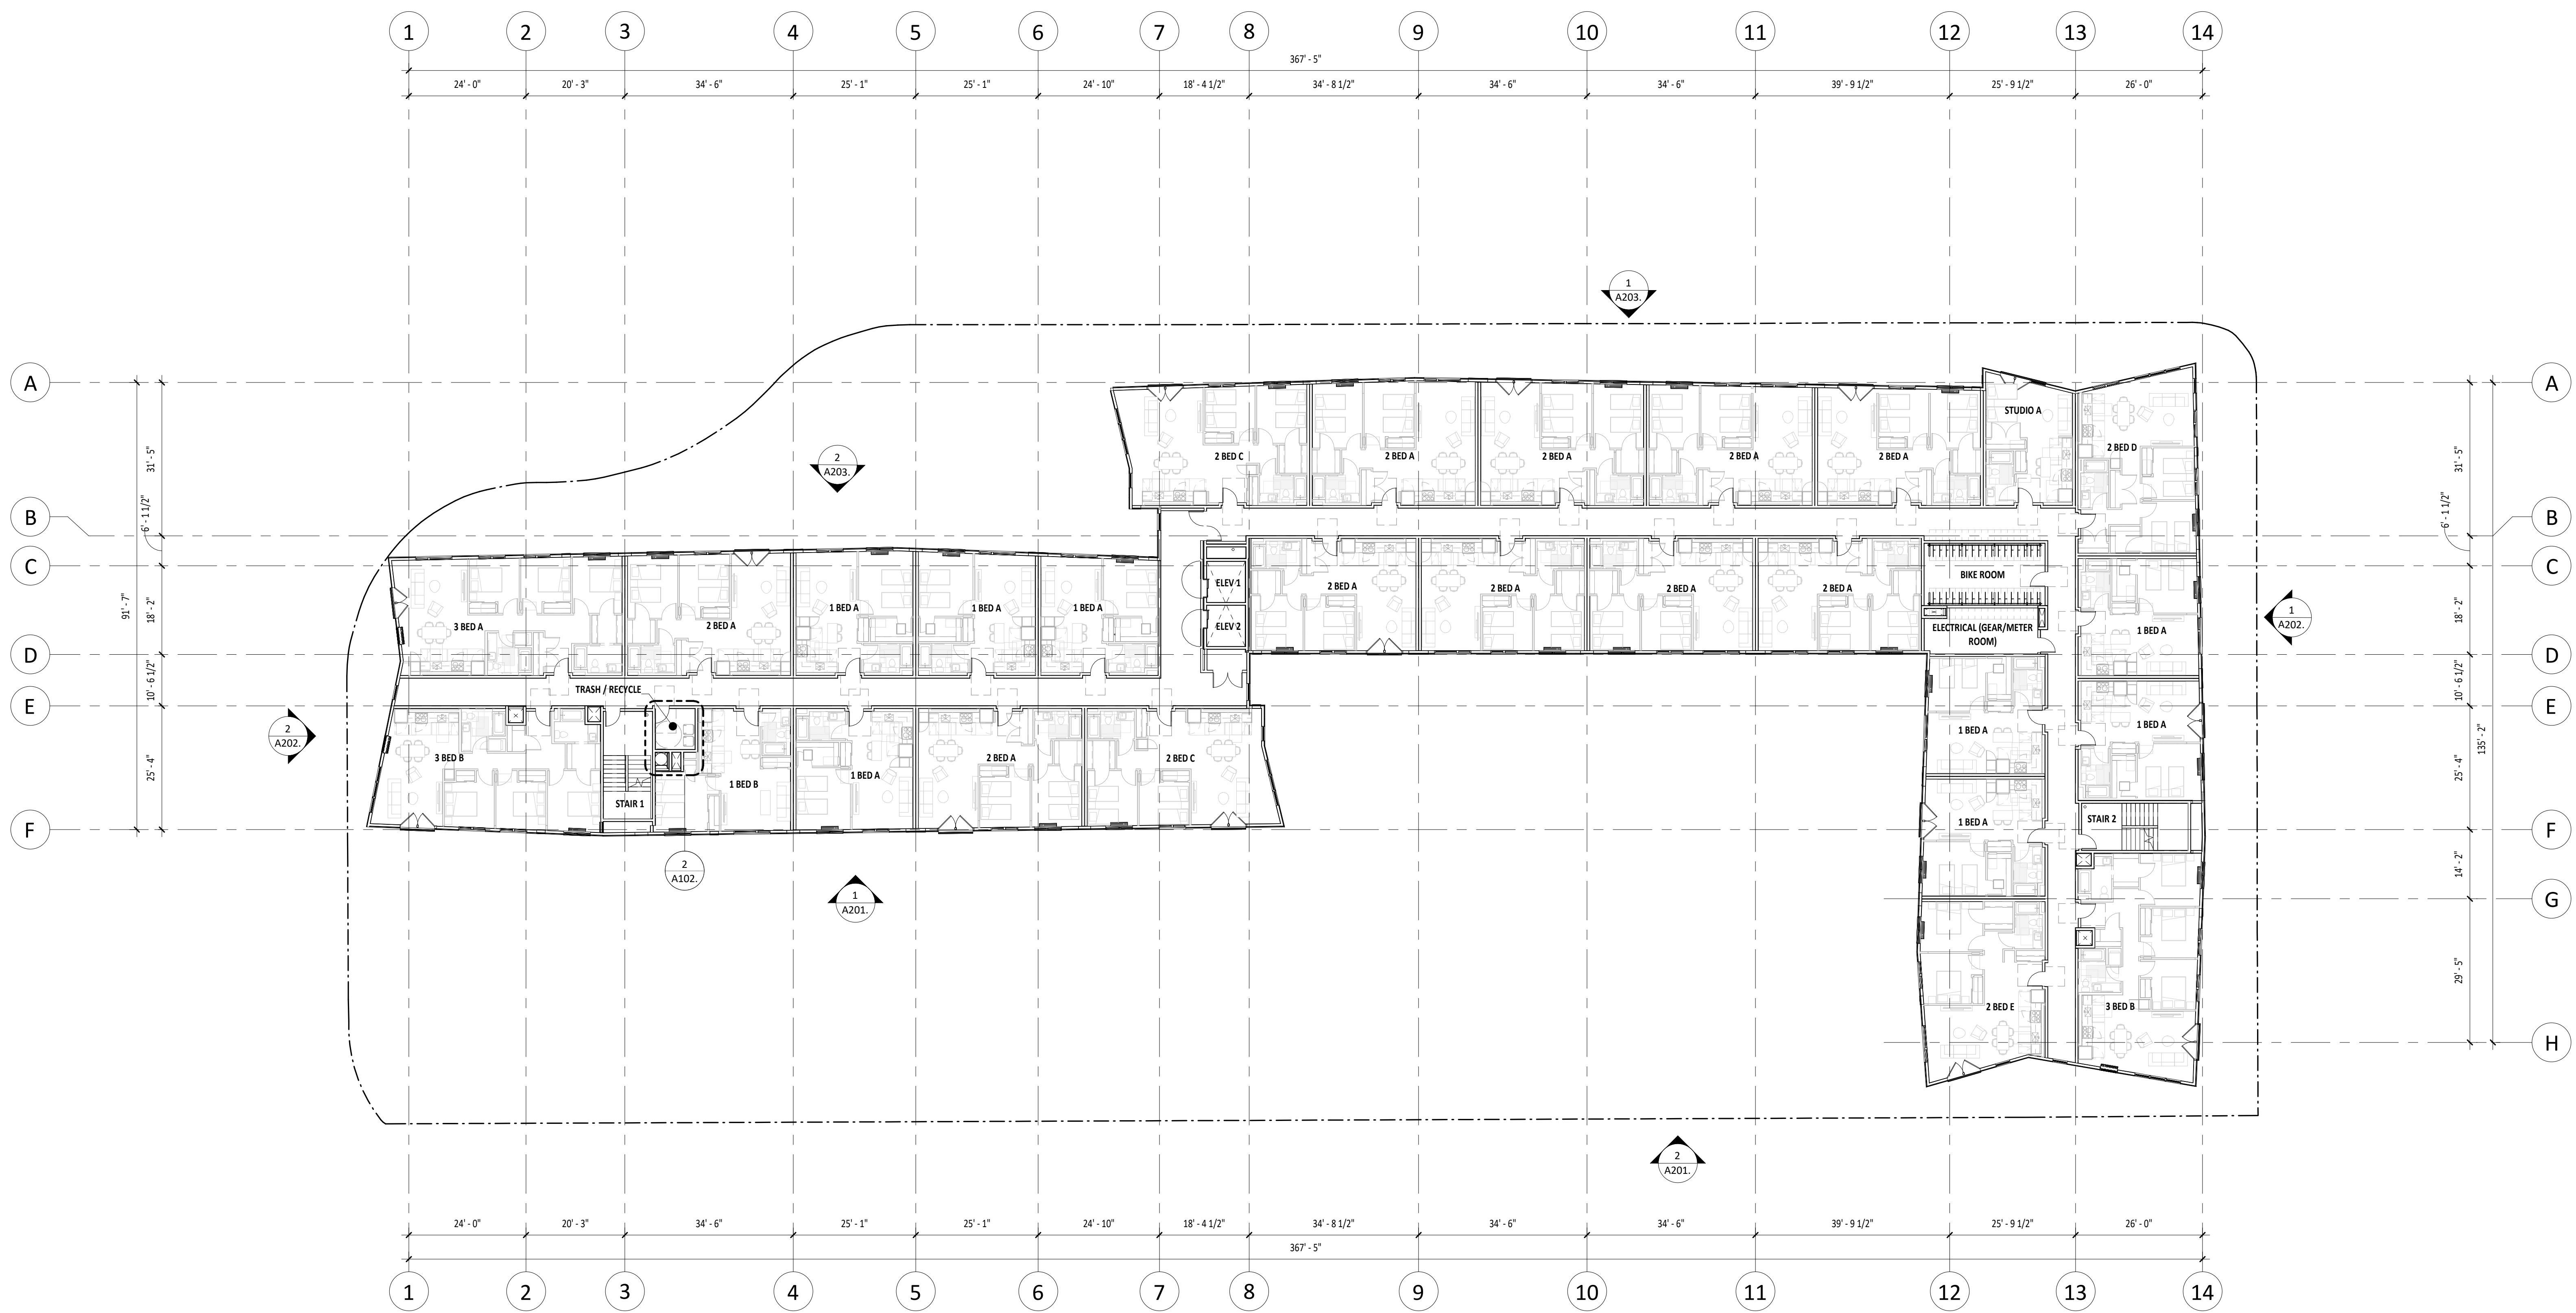 1 2 3 4 5 6 7 8 9 10 11 12 13 14
367' - 5"
24' - 0" 20' - 3" 34' - 6" 25' - 1" 25' - 1" 24' - 10" 18' - 4 1/2" 34' - 8 1/2" 34' - 6" 34' - 6" 39' - 9 1/2" 25' - 9 1/2" 26' - 0"
1
A203.
A A
2
A203.
31' - 5" 31' - 5"
STUDIO A
2 BED C 2 BED A 2 BED A 2 BED A 2 BED A 2 BED D
B B
6' - 1 1/2" 6' - 1 1/2"
C C
ELEV 1
BIKE ROOM
2 BED A 2 BED A 2 BED A 2 BED A
91' - 7"
18' - 2" 18' - 2"
1 BED A 1 BED A 1 BED A
1
A202.
3 BED A 2 BED A
ELEV 2
ELECTRICAL (GEAR/METER
ROOM)
1 BED A
D D
10' - 6 1/2" 10' - 6 1/2"
TRASH / RECYCLE
E E
1 BED A 1 BED A
2
A202.
135' - 2"
25' - 4" 25' - 4"
3 BED B 2 BED A 2 BED C
1 BED A
1 BED B
STAIR 1
1 BED A
STAIR 2
F F
2
A102.
14' - 2"
1
A201.
G
29' - 5"
2 BED E 3 BED B
H
2
A201.
24' - 0" 20' - 3" 34' - 6" 25' - 1" 25' - 1" 24' - 10" 18' - 4 1/2" 34' - 8 1/2" 34' - 6" 34' - 6" 39' - 9 1/2" 25' - 9 1/2" 26' - 0"
367' - 5"
1 2 3 4 5 6 7 8 9 10 11 12 13 14